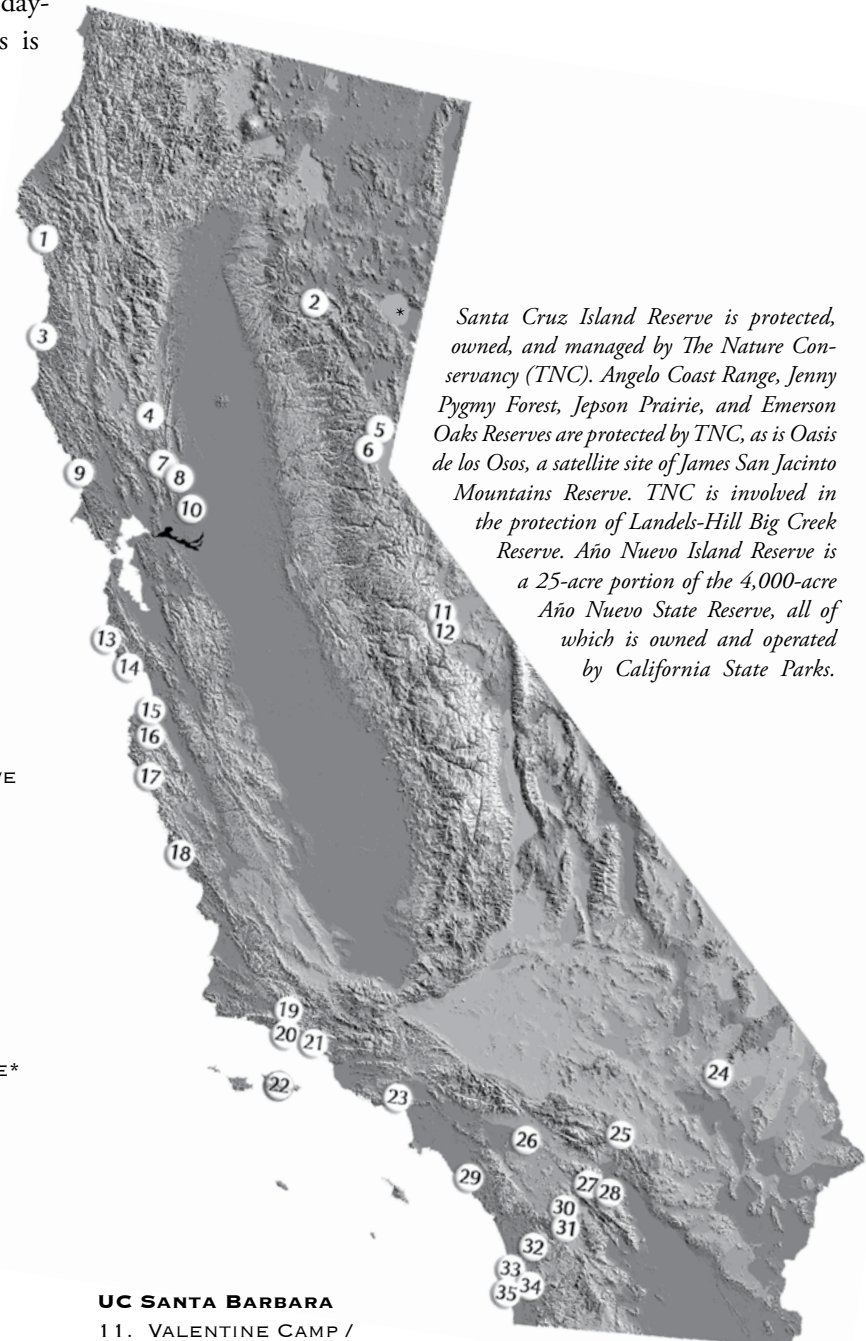 day-
s is
1
2
*
3
4
5
6
7
8
9
10
Santa Cruz Island Reserve is protected,
owned, and managed by The Nature Con-
servancy (TNC). Angelo Coast Range, Jenny
Pygmy Forest, Jepson Prairie, and Emerson
Oaks Reserves are protected by TNC, as is Oasis
de los Osos, a satellite site of James San Jacinto
Mountains Reserve. TNC is involved in
the protection of Landels-Hill Big Creek
Reserve. Año Nuevo Island Reserve is
a 25-acre portion of the 4,000-acre
Año Nuevo State Reserve, all of
which is owned and operated
by California State Parks.
11
12
13
14
15
16
17
VE
18
19
20
21
22
23
24
E*
25
26
27
28
29
30
31
32
33
34
35
UC SANTA BARBARA
11. VALENTINE CAMP /